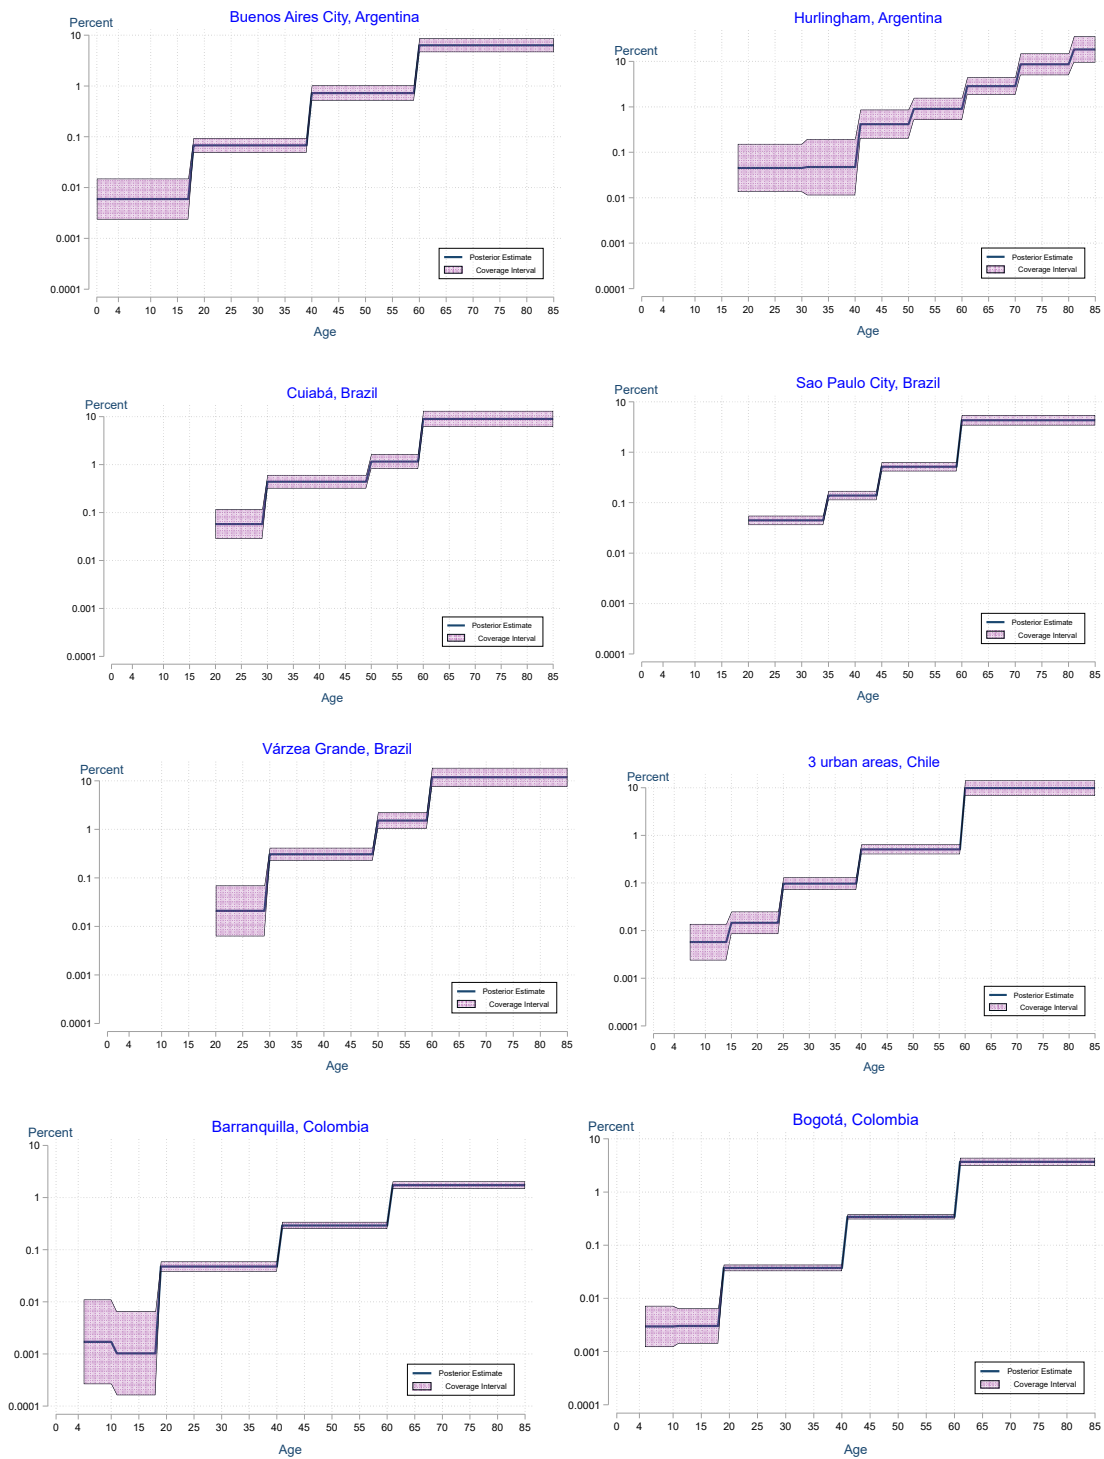 Buenos Aires City, Argentina
Percent
10
1
0.1
0.01
0.001
0.0001
Posterior Estimate
Coverage Interval
0 4 10 15 20 25 30 35 40 45 50 55 60 65 70 75 80 85
Age
Hurlingham, Argentina
Percent
10
1
0.1
0.01
0.001
0.0001
Posterior Estimate
Coverage Interval
0 4 10 15 20 25 30 35 40 45 50 55 60 65 70 75 80 85
Age
Cuiabá, Brazil
Percent
10
1
0.1
0.01
0.001
0.0001
Posterior Estimate
Coverage Interval
0 4 10 15 20 25 30 35 40 45 50 55 60 65 70 75 80 85
Age
Sao Paulo City, Brazil
Percent
10
1
0.1
0.01
0.001
0.0001
Posterior Estimate
Coverage Interval
0 4 10 15 20 25 30 35 40 45 50 55 60 65 70 75 80 85
Age
Várzea Grande, Brazil
Percent
10
1
0.1
0.01
0.001
0.0001
Posterior Estimate
Coverage Interval
0 4 10 15 20 25 30 35 40 45 50 55 60 65 70 75 80 85
Age
3 urban areas, Chile
Percent
10
1
0.1
0.01
0.001
0.0001
Posterior Estimate
Coverage Interval
0 4 10 15 20 25 30 35 40 45 50 55 60 65 70 75 80 85
Age
Barranquilla, Colombia
Percent
10
1
0.1
0.01
0.001
0.0001
Posterior Estimate
Coverage Interval
0 4 10 15 20 25 30 35 40 45 50 55 60 65 70 75 80 85
Age
Bogotá, Colombia
Percent
10
1
0.1
0.01
0.001
0.0001
Posterior Estimate
Coverage Interval
0 4 10 15 20 25 30 35 40 45 50 55 60 65 70 75 80 85
Age